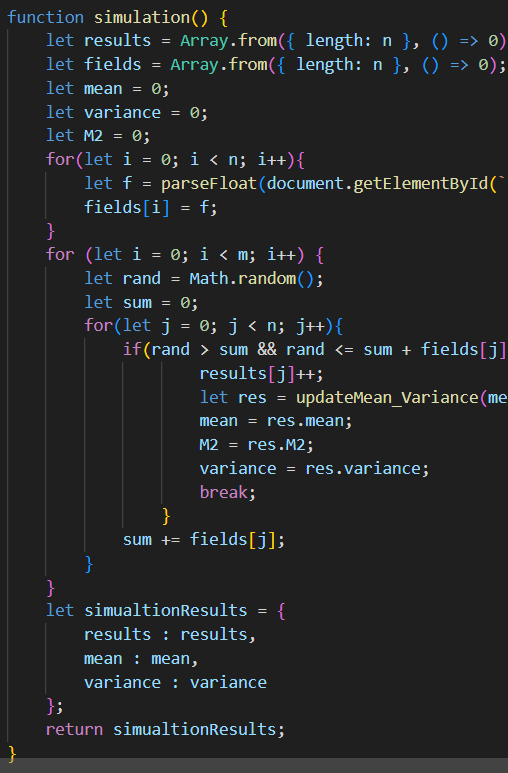 function simulation() {
let results = Array.from({ length: n }, () => 0)
let fields = Array.from({ length: n }, () => 0);
let mean = 0;
let variance = 0;
let M2 = 0;
for(let i = 0; i < n; i++){
let f = parseFloat(document.getElementById(`
fields[i] = f;
}
for (let i = 0; i < m; i++) {
let rand = Math.random();
let sum = 0;
for(let j = 0; j < n; j++){
if(rand > sum && rand <= sum + fields[j]
results[j]++;
let res = updateMean_Variance(me
mean = res.mean;
M2 = res.M2;
variance = res.variance;
break;
}
sum += fields[j];
}
}
let simualtionResults = {
results : results,
mean : mean,
variance : variance
};
return simualtionResults;
}